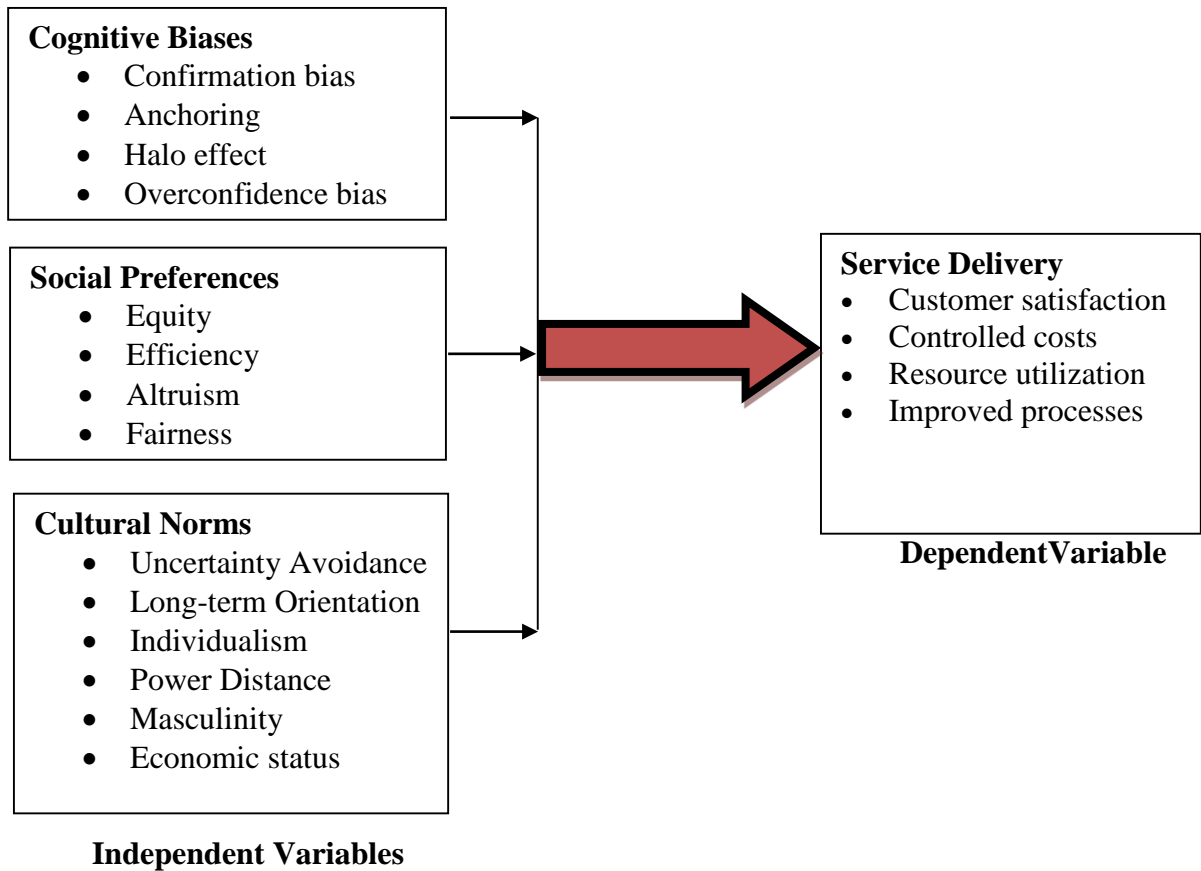 Cognitive Biases
• Confirmation bias
• Anchoring
• Halo effect
• Overconfidence bias
Social Preferences
• Equity
• Efficiency
• Altruism
• Fairness
Cultural Norms
• Uncertainty Avoidance
• Long-term Orientation
• Individualism
• Power Distance
• Masculinity
• Economic status
Independent Variables
Service Delivery
• Customer satisfaction
• Controlled costs
• Resource utilization
• Improved processes
DependentVariable